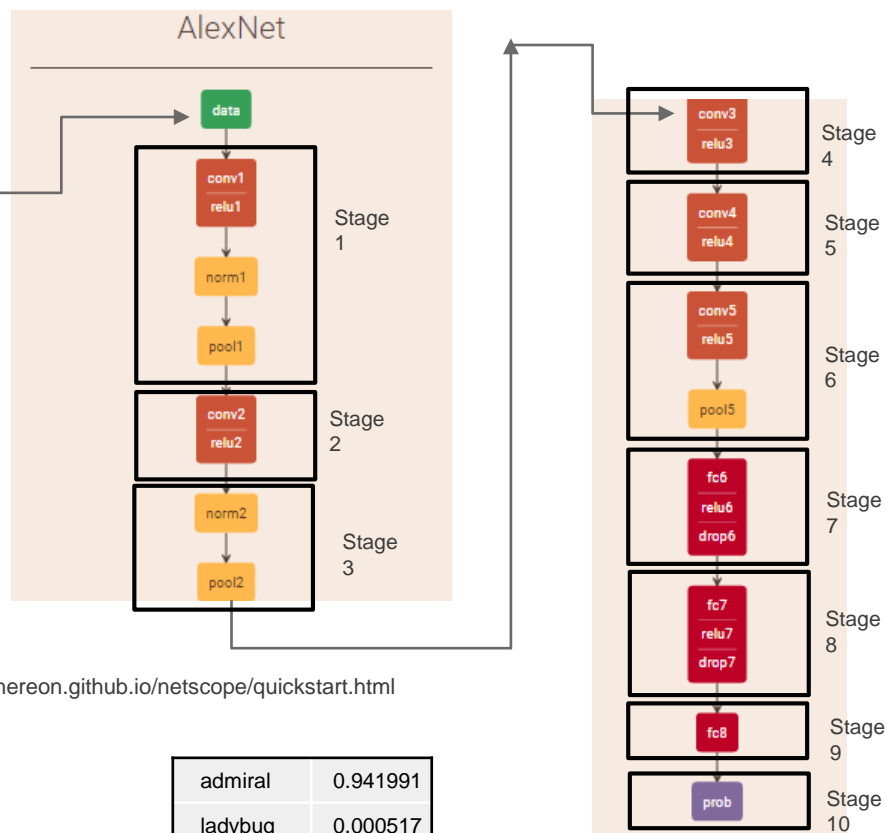 AlexNet
data
conv1
relu1
norm1
pool1
Stage
1
conv2
relu2
Stage
2
norm2
pool2
Stage
3
conv3
relu3
Stage
4
conv4
relu4
Stage
5
conv5
relu5
pool5
Stage
6
fc6
relu6
drop6
Stage
7
fc7
relu7
drop7
Stage
8
fc8
Stage
9
prob
Stage
10
hereon.github.io/netscope/quickstart.html
admiral 0.941991
ladybug 0.000517